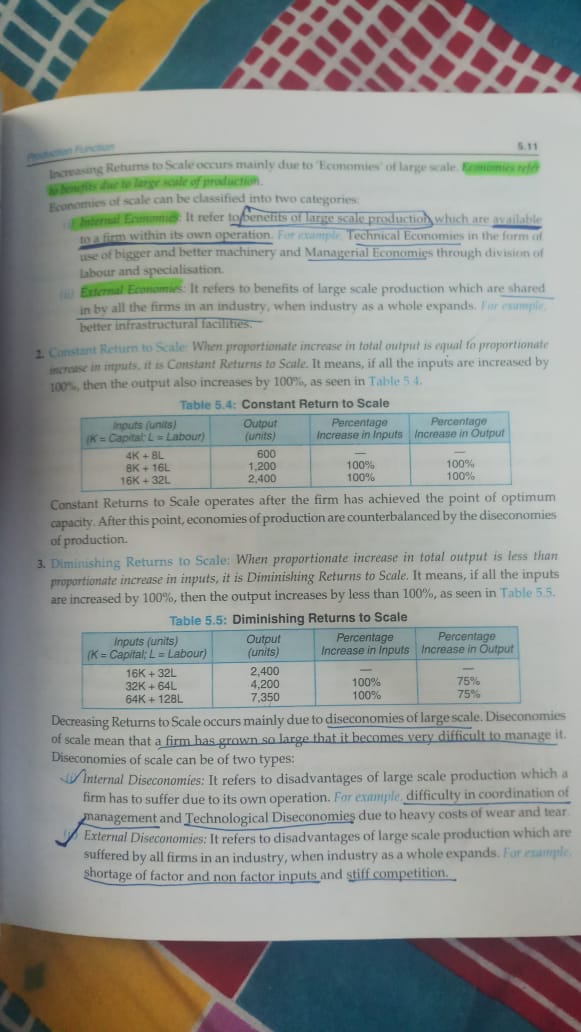 Production Function
5.11
Increasing Returns to Scale occurs mainly due to 'Economies' of large scale. Economies refer
to benefits due to large scale of production.
Economies of scale can be classified into two categories:
(i) Internal Economies: It refer to benefits of large scale production which are available
to a firm within its own operation. For example, Technical Economies in the form of
use of bigger and better machinery and Managerial Economies through division of
labour and specialisation.
(ii) External Economies: It refers to benefits of large scale production which are shared
in by all the firms in an industry, when industry as a whole expands. For example,
better infrastructural facilities.
2. Constant Return to Scale: When proportionate increase in total output is equal to proportionate
increase in inputs, it is Constant Returns to Scale. It means, if all the inputs are increased by
100%, then the output also increases by 100%, as seen in Table 5.4.
Table 5.4: Constant Return to Scale
Inputs (units) Output Percentage Percentage
(K = Capital; L = Labour) (units) Increase in Inputs Increase in Output
4K + 8L 600 — —
8K + 16L 1,200 100% 100%
16K + 32L 2,400 100% 100%
Constant Returns to Scale operates after the firm has achieved the point of optimum
capacity. After this point, economies of production are counterbalanced by the diseconomies
of production.
3. Diminishing Returns to Scale: When proportionate increase in total output is less than
proportionate increase in inputs, it is Diminishing Returns to Scale. It means, if all the inputs
are increased by 100%, then the output increases by less than 100%, as seen in Table 5.5.
Table 5.5: Diminishing Returns to Scale
Inputs (units) Output Percentage Percentage
(K = Capital; L = Labour) (units) Increase in Inputs Increase in Output
16K + 32L 2,400 — —
32K + 64L 4,200 100% 75%
64K + 128L 7,350 100% 75%
Decreasing Returns to Scale occurs mainly due to diseconomies of large scale. Diseconomies
of scale mean that a firm has grown so large that it becomes very difficult to manage it.
Diseconomies of scale can be of two types:
(i) Internal Diseconomies: It refers to disadvantages of large scale production which a
firm has to suffer due to its own operation. For example, difficulty in coordination of
management and Technological Diseconomies due to heavy costs of wear and tear.
(ii) External Diseconomies: It refers to disadvantages of large scale production which are
suffered by all firms in an industry, when industry as a whole expands. For example,
shortage of factor and non factor inputs and stiff competition.